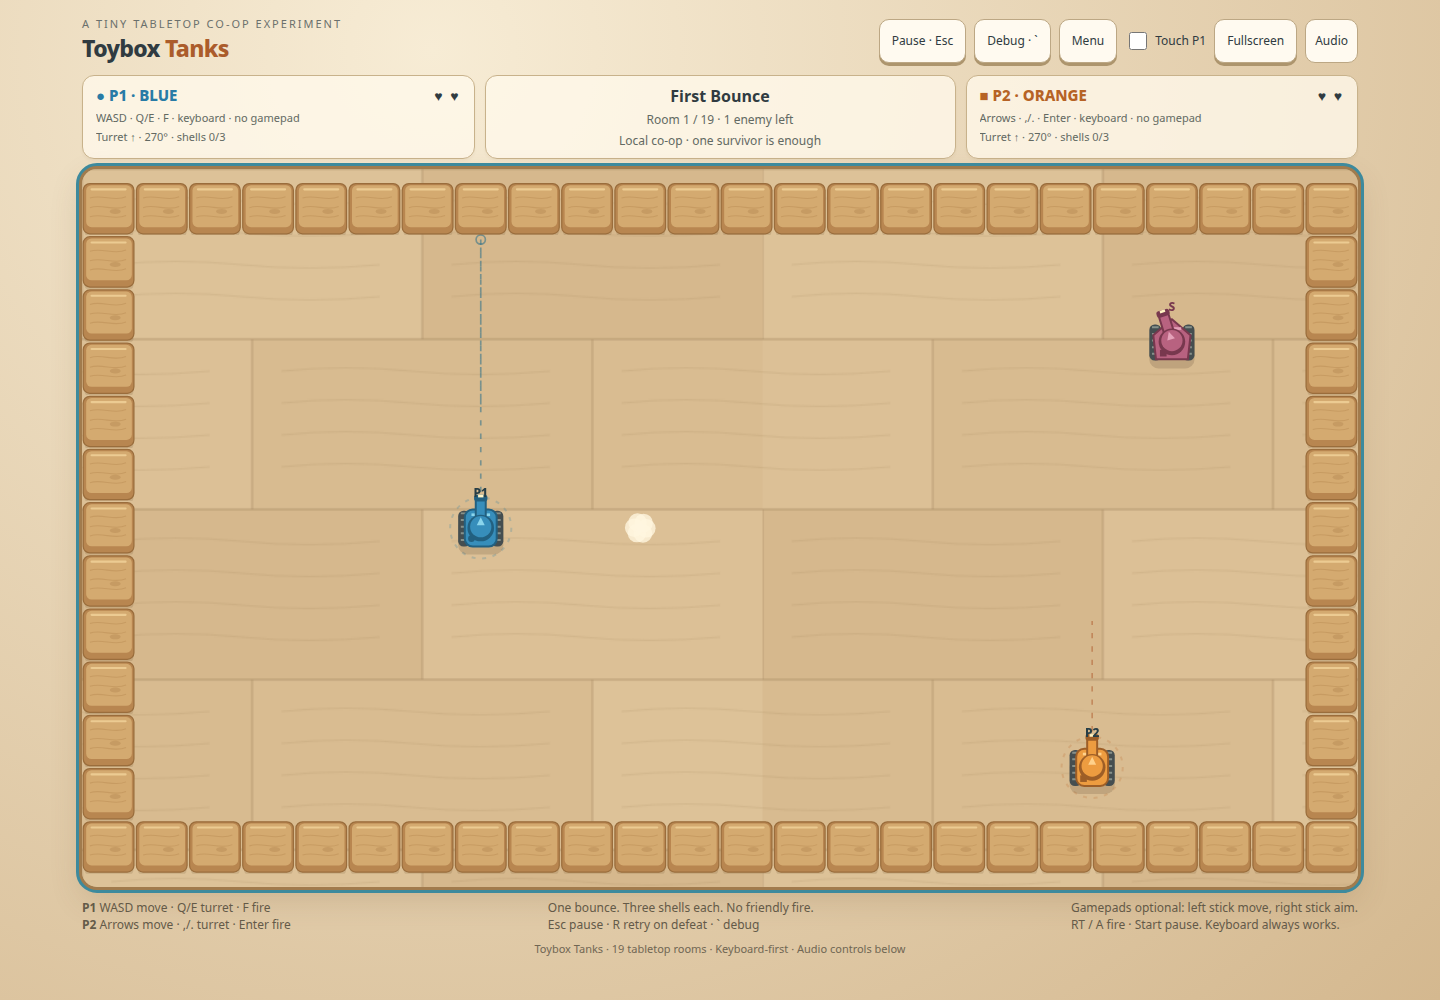 A TINY TABLETOP CO-OP EXPERIMENT
Toybox Tanks
Pause · Esc
Debug · `
Menu
Touch P1
Fullscreen
Audio
● P1 · BLUE
♥ ♥
WASD · Q/E · F · keyboard · no gamepad
Turret ↑ · 270° · shells 0/3
First Bounce
Room 1 / 19 · 1 enemy left
Local co-op · one survivor is enough
■ P2 · ORANGE
♥ ♥
Arrows · ,/. · Enter · keyboard · no gamepad
Turret ↑ · 270° · shells 0/3
S
P1
P2
P1 WASD move · Q/E turret · F fire
P2 Arrows move · ,/. turret · Enter fire
One bounce. Three shells each. No friendly fire.
Esc pause · R retry on defeat · ` debug
Gamepads optional: left stick move, right stick aim.
RT / A fire · Start pause. Keyboard always works.
Toybox Tanks · 19 tabletop rooms · Keyboard-first · Audio controls below